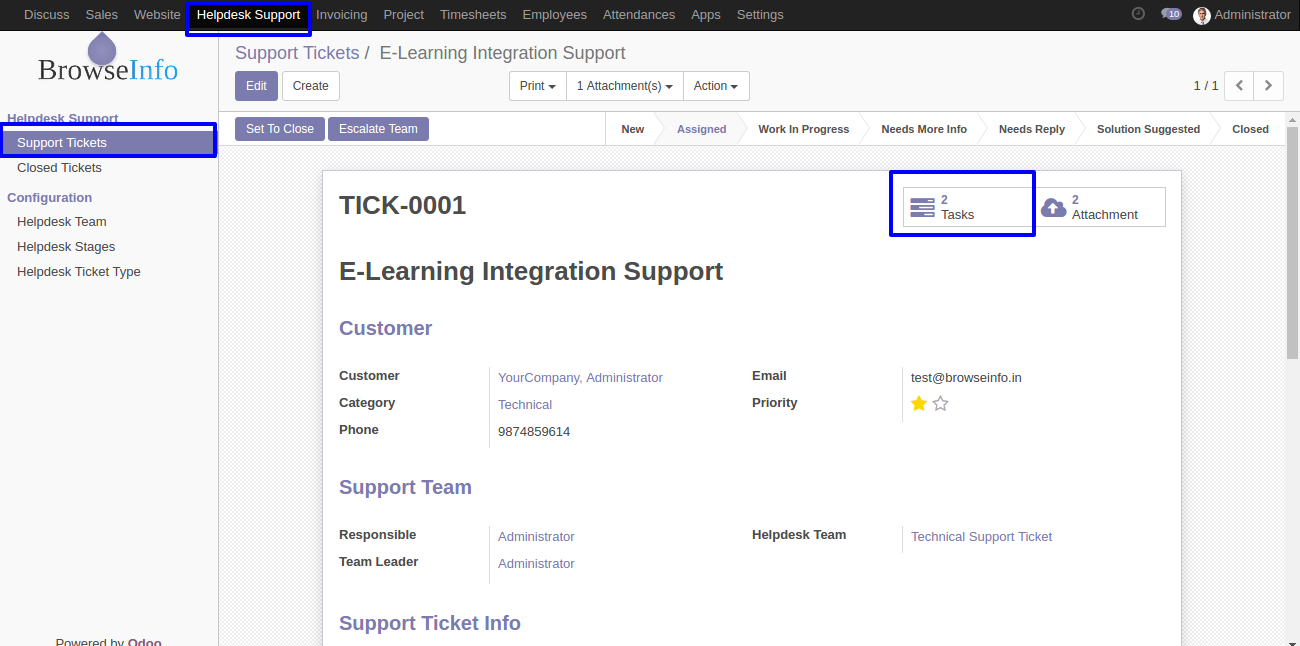 Discuss Sales Website Helpdesk Support Invoicing Project Timesheets Employees Attendances Apps Settings 10 Administrator
BrowseInfo
Helpdesk Support
Support Tickets
Closed Tickets
Configuration
Helpdesk Team
Helpdesk Stages
Helpdesk Ticket Type
Powered by Odoo
Support Tickets / E-Learning Integration Support
Edit Create Print 1 Attachment(s) Action 1 / 1
Set To Close Escalate Team New Assigned Work In Progress Needs More Info Needs Reply Solution Suggested Closed
TICK-0001
2
Tasks
2
Attachment
E-Learning Integration Support
Customer
Customer YourCompany, Administrator
Category Technical
Phone 9874859614
Email test@browseinfo.in
Priority
Support Team
Responsible Administrator
Team Leader Administrator
Helpdesk Team Technical Support Ticket
Support Ticket Info